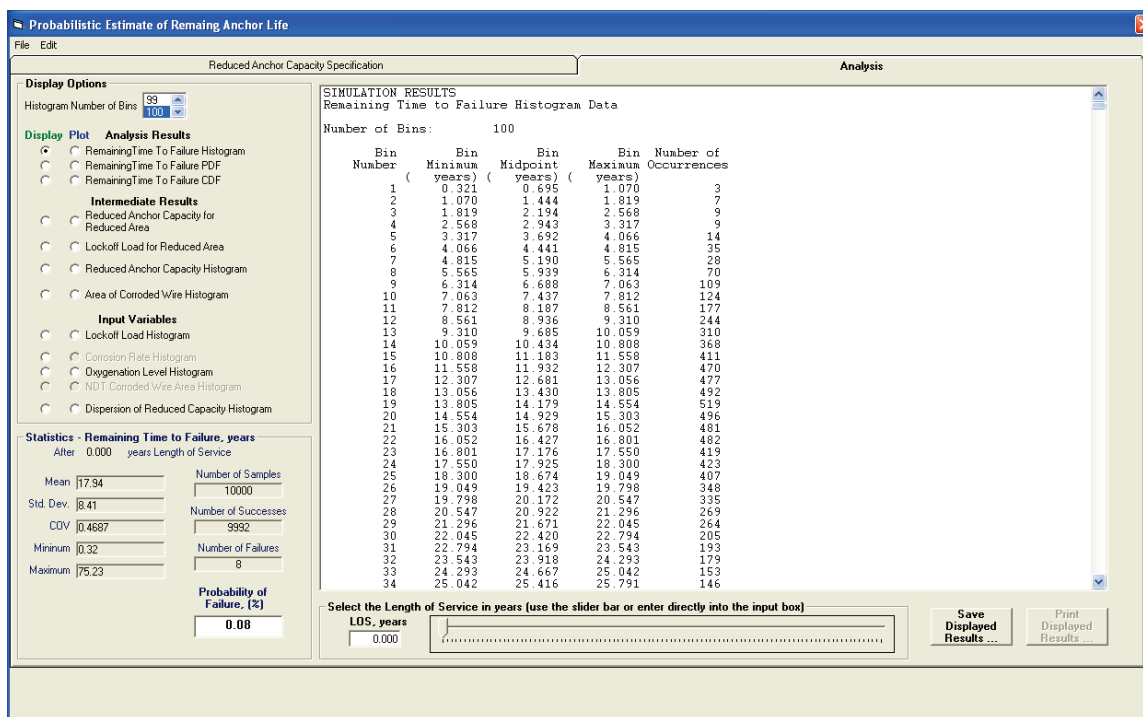 Probabilistic Estimate of Remaing Anchor Life
File Edit
Reduced Anchor Capacity Specification
Analysis
Display Options
Histogram Number of Bins 99
100
Display Plot Analysis Results
RemainingTime To Failure Histogram
RemainingTime To Failure PDF
RemainingTime To Failure CDF
Intermediate Results
Reduced Anchor Capacity for
Reduced Area
Lockoff Load for Reduced Area
Reduced Anchor Capacity Histogram
Area of Corroded Wire Histogram
Input Variables
Lockoff Load Histogram
Corrosion Rate Histogram
Oxygenation Level Histogram
NDT Corroded Wire Area Histogram
Dispersion of Reduced Capacity Histogram
Statistics - Remaining Time to Failure, years
After 0.000 years Length of Service
Mean 17.94
Std. Dev. 8.41
COV 0.4687
Mininum 0.32
Maximum 75.23
Number of Samples
10000
Number of Successes
9992
Number of Failures
8
Probability of
Failure, (%)
0.08
SIMULATION RESULTS
Remaining Time to Failure Histogram Data
Number of Bins: 100
Bin Bin Bin Bin Number of
Number Minimum Midpoint Maximum Occurrences
( years) ( years) ( years)
1 0.321 0.695 1.070 3
2 1.070 1.444 1.819 7
3 1.819 2.194 2.568 9
4 2.568 2.943 3.317 9
5 3.317 3.692 4.066 14
6 4.066 4.441 4.815 35
7 4.815 5.190 5.565 28
8 5.565 5.939 6.314 70
9 6.314 6.688 7.063 109
10 7.063 7.437 7.812 124
11 7.812 8.187 8.561 177
12 8.561 8.936 9.310 244
13 9.310 9.685 10.059 310
14 10.059 10.434 10.808 368
15 10.808 11.183 11.558 411
16 11.558 11.932 12.307 470
17 12.307 12.681 13.056 477
18 13.056 13.430 13.805 492
19 13.805 14.179 14.554 519
20 14.554 14.929 15.303 496
21 15.303 15.678 16.052 481
22 16.052 16.427 16.801 482
23 16.801 17.176 17.550 419
24 17.550 17.925 18.300 423
25 18.300 18.674 19.049 407
26 19.049 19.423 19.798 348
27 19.798 20.172 20.547 335
28 20.547 20.922 21.296 269
29 21.296 21.671 22.045 264
30 22.045 22.420 22.794 205
31 22.794 23.169 23.543 193
32 23.543 23.918 24.293 179
33 24.293 24.667 25.042 153
34 25.042 25.416 25.791 146
Select the Length of Service in years (use the slider bar or enter directly into the input box)
LOS, years
0.000
Save
Displayed
Results ...
Print
Displayed
Results ...